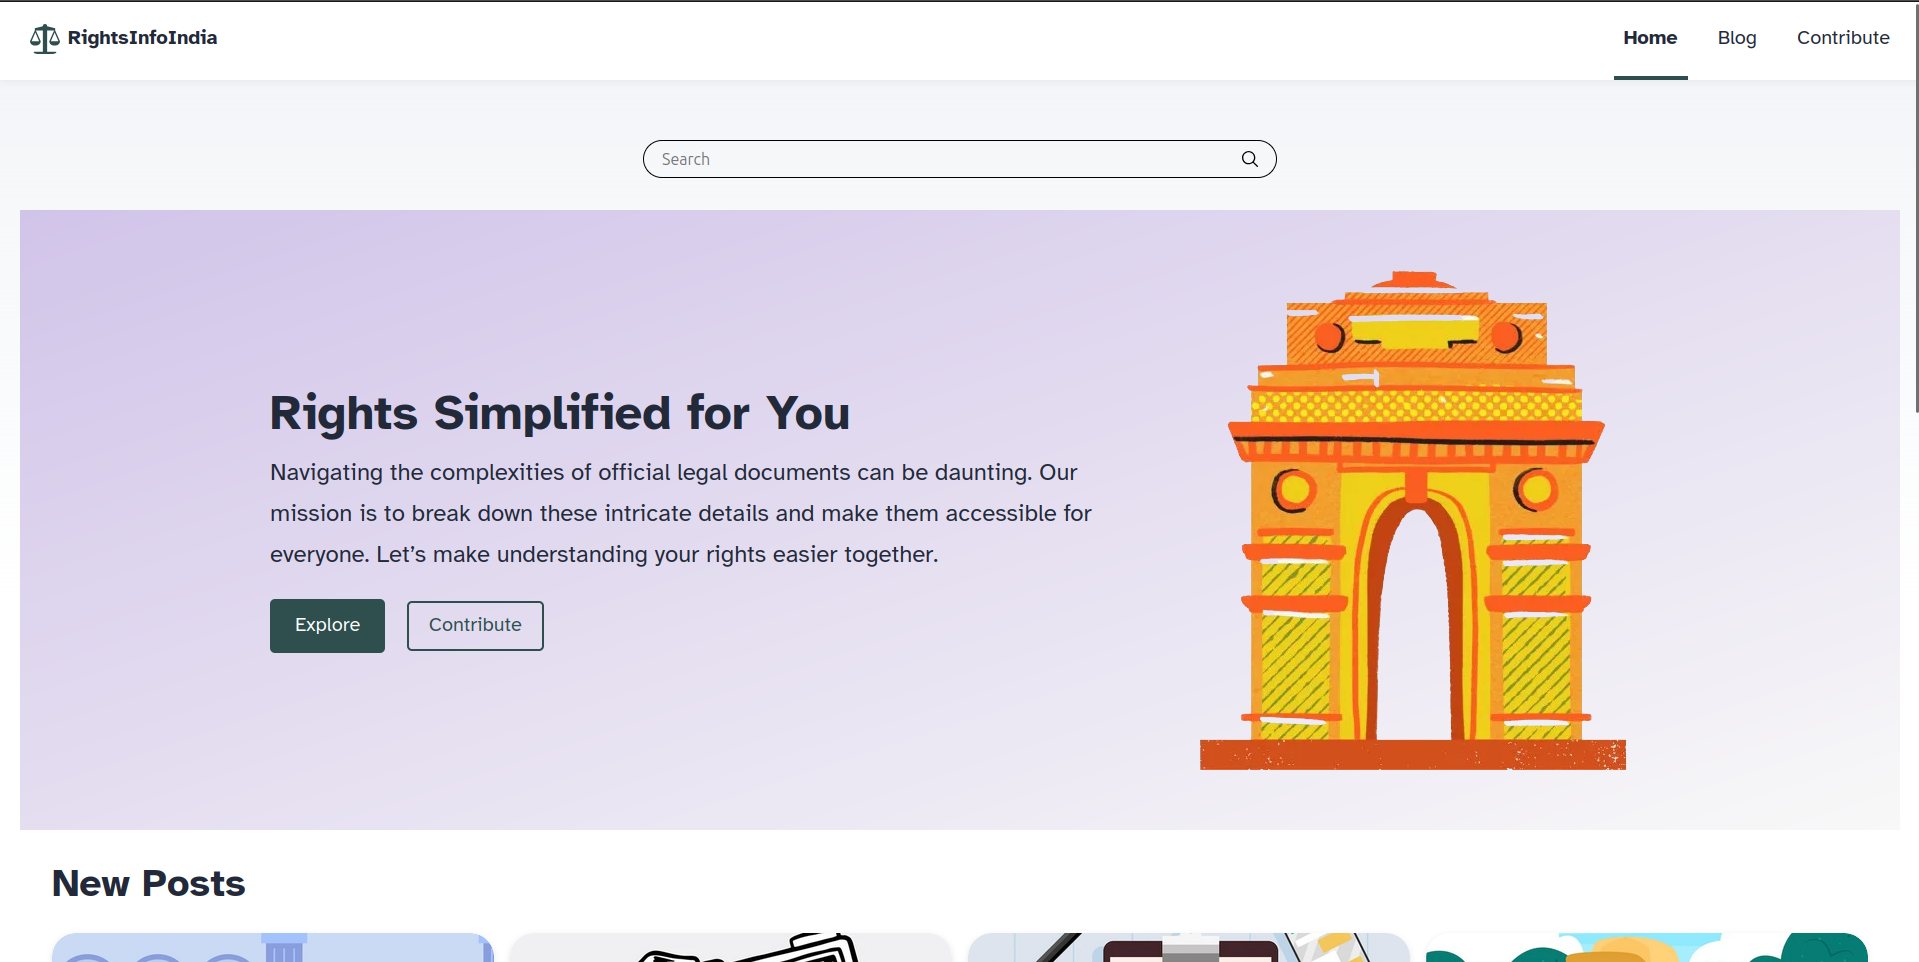 RightsInfoIndia
Home
Blog
Contribute
Search
Rights Simplified for You
Navigating the complexities of official legal documents can be daunting. Our
mission is to break down these intricate details and make them accessible for
everyone. Let’s make understanding your rights easier together.
Explore
Contribute
New Posts